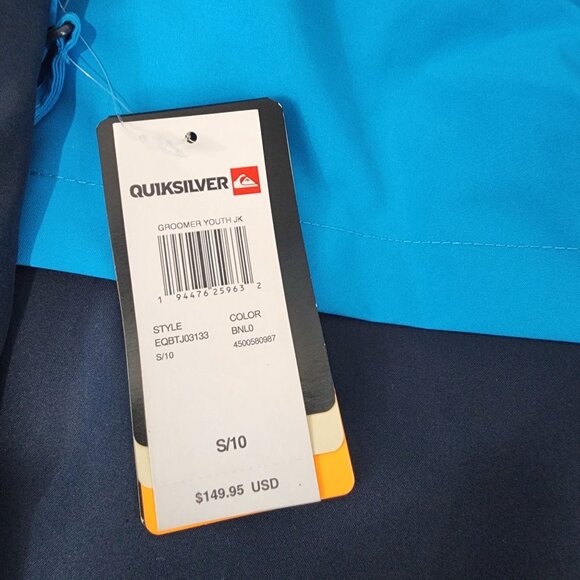 QUIKSILVER
GROOMER YOUTH JK
1 94476 25963 2
STYLE COLOR
EQBTJ03133 BNL0
S/10 4500580987
S/10
$149.95 USD